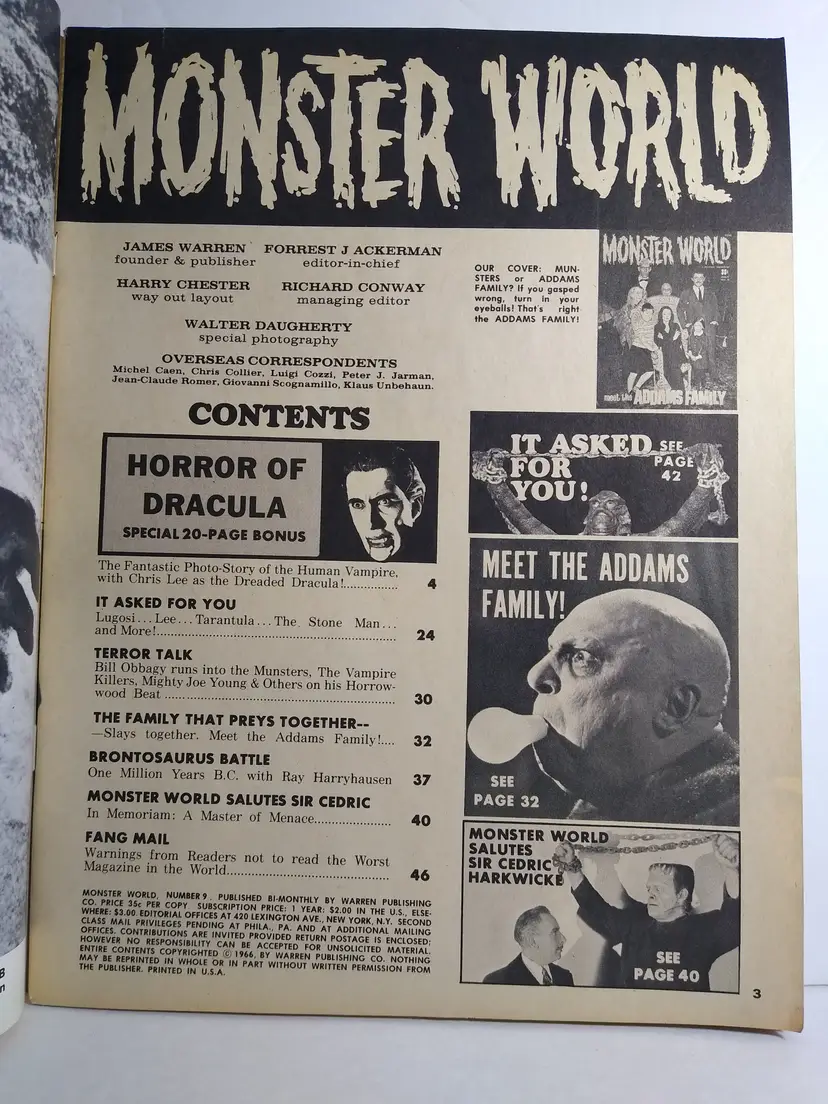 MONSTER WORLD
JAMES WARREN
founder & publisher
FORREST J ACKERMAN
editor-in-chief
HARRY CHESTER
way out layout
RICHARD CONWAY
managing editor
WALTER DAUGHERTY
special photography
OVERSEAS CORRESPONDENTS
Michel Caen, Chris Collier, Luigi Cozzi, Peter J. Jarman,
Jean-Claude Romer, Giovanni Scognamillo, Klaus Unbehaun.
OUR COVER: MUN-
STERS or ADDAMS
FAMILY? If you gasped
wrong, turn in your
eyeballs! That's right
the ADDAMS FAMILY!
MONSTER WORLD
meet the ADDAMS FAMILY
CONTENTS
HORROR OF
DRACULA
SPECIAL 20-PAGE BONUS
The Fantastic Photo-Story of the Human Vampire,
with Chris Lee as the Dreaded Dracula!............... 4
IT ASKED FOR YOU
Lugosi...Lee...Tarantula...The Stone Man...
and More!............................................................ 24
TERROR TALK
Bill Obbagy runs into the Munsters, The Vampire
Killers, Mighty Joe Young & Others on his Horrow-
wood Beat ........................................................ 30
THE FAMILY THAT PREYS TOGETHER--
—Slays together. Meet the Addams Family!.... 32
BRONTOSAURUS BATTLE
One Million Years B.C. with Ray Harryhausen 37
MONSTER WORLD SALUTES SIR CEDRIC
In Memoriam: A Master of Menace...................... 40
FANG MAIL
Warnings from Readers not to read the Worst
Magazine in the World........................................ 46
MONSTER WORLD, NUMBER 9. PUBLISHED BI-MONTHLY BY WARREN PUBLISHING
CO. PRICE 35c PER COPY. SUBSCRIPTION PRICE: 1 YEAR: $2.00 IN THE U.S., ELSE-
WHERE: $3.00. EDITORIAL OFFICES AT 420 LEXINGTON AVE., NEW YORK, N.Y. SECOND
CLASS MAIL PRIVILEGES PENDING AT PHILA., PA. AND AT ADDITIONAL MAILING
OFFICES. CONTRIBUTIONS ARE INVITED PROVIDED RETURN POSTAGE IS ENCLOSED;
HOWEVER NO RESPONSIBILITY CAN BE ACCEPTED FOR UNSOLICITED MATERIAL.
ENTIRE CONTENTS COPYRIGHTED © 1966, BY WARREN PUBLISHING CO. NOTHING
MAY BE REPRINTED IN WHOLE OR IN PART WITHOUT WRITTEN PERMISSION FROM
THE PUBLISHER. PRINTED IN U.S.A.
IT ASKED
FOR
YOU!
SEE
PAGE
42
MEET THE ADDAMS
FAMILY!
SEE
PAGE 32
MONSTER WORLD
SALUTES
SIR CEDRIC
HARKWICKE
SEE
PAGE 40
3